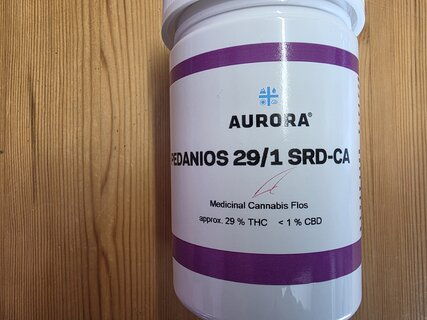 AURORA®
PEDANIOS 29/1 SRD-CA
Medicinal Cannabis Flos
approx. 29 % THC < 1 % CBD